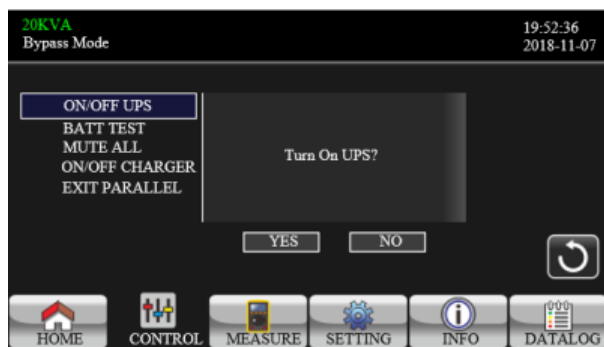 20KVA
Bypass Mode
19:52:36
2018-11-07
ON/OFF UPS
BATT TEST
MUTE ALL
ON/OFF CHARGER
EXIT PARALLEL
Turn On UPS?
YES NO
HOME CONTROL MEASURE SETTING INFO DATALOG